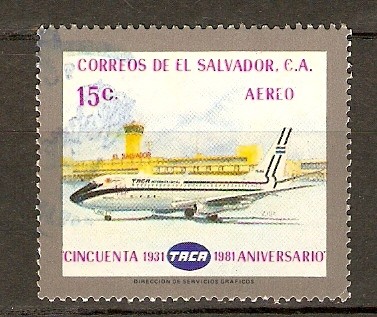 CORREOS DE EL SALVADOR, C.A.
15c. AEREO
EL SALVADOR
TACA
"CINCUENTA 1931 TACA 1981 ANIVERSARIO"
DIRECCION DE SERVICIOS GRAFICOS